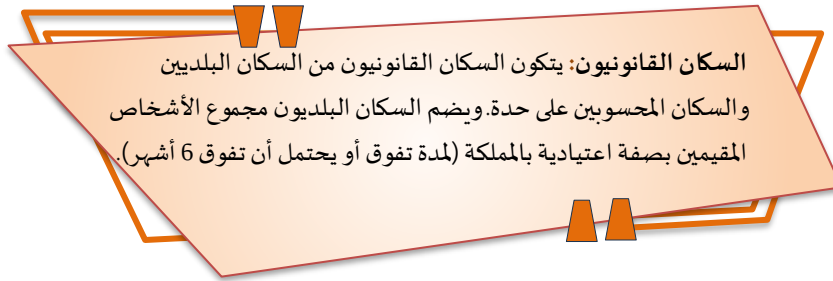 السكان القانونيون: يتكون السكان القانونيون من السكان البلديين
والسكان المحسوبين على حدة. ويضم السكان البلديون مجموع الأشخاص
المقيمين بصفة اعتيادية بالمملكة (لمدة تفوق أو يحتمل أن تفوق 6 أشهر).